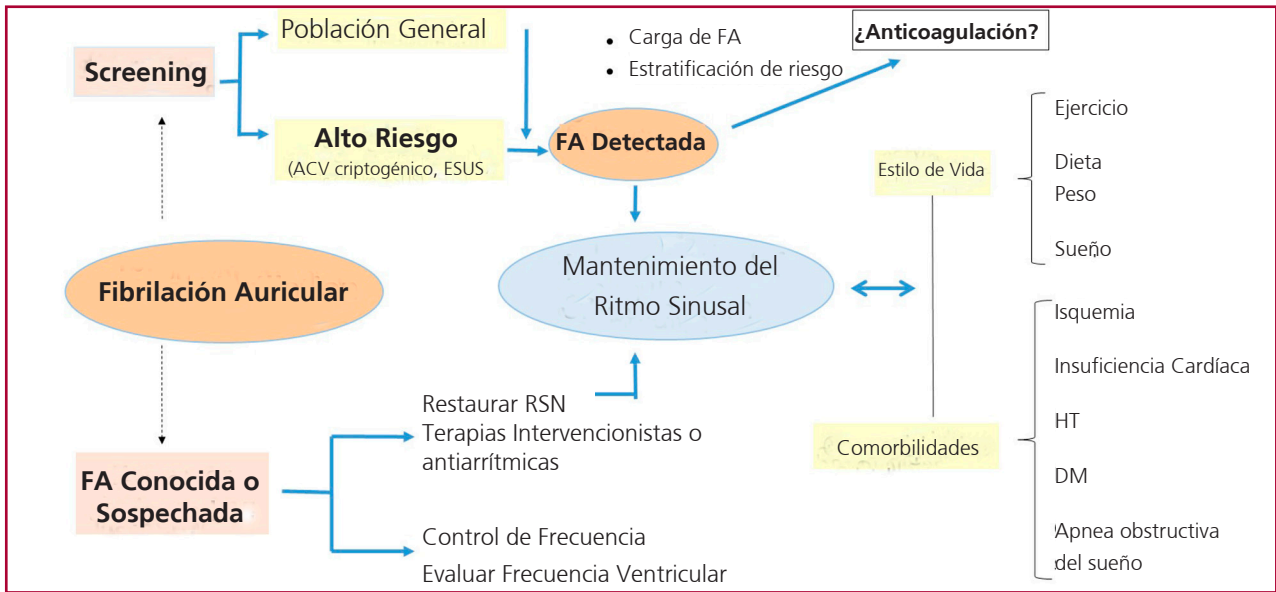 Screening
Población General
Alto Riesgo
(ACV criptogénico, ESUS
• Carga de FA
• Estratificación de riesgo
¿Anticoagulación?
FA Detectada
Fibrilación Auricular
Mantenimiento del
Ritmo Sinusal
Estilo de Vida
Ejercicio
Dieta
Peso
Sueño
Comorbilidades
Isquemia
Insuficiencia Cardíaca
HT
DM
Apnea obstructiva
del sueño
FA Conocida o
Sospechada
Restaurar RSN
Terapias Intervencionistas o
antiarrítmicas
Control de Frecuencia
Evaluar Frecuencia Ventricular